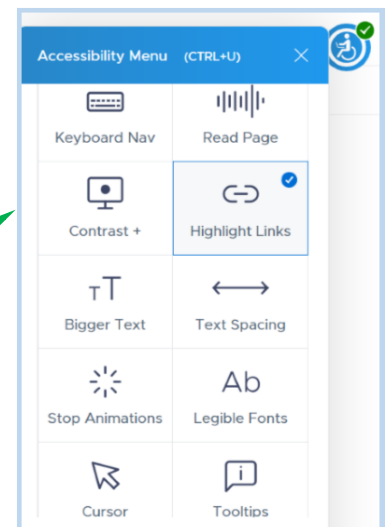 Accessibility Menu (CTRL+U)
Keyboard Nav Read Page
Contrast + Highlight Links
TT
Bigger Text Text Spacing
Ab
Stop Animations Legible Fonts
i
Cursor Tooltips